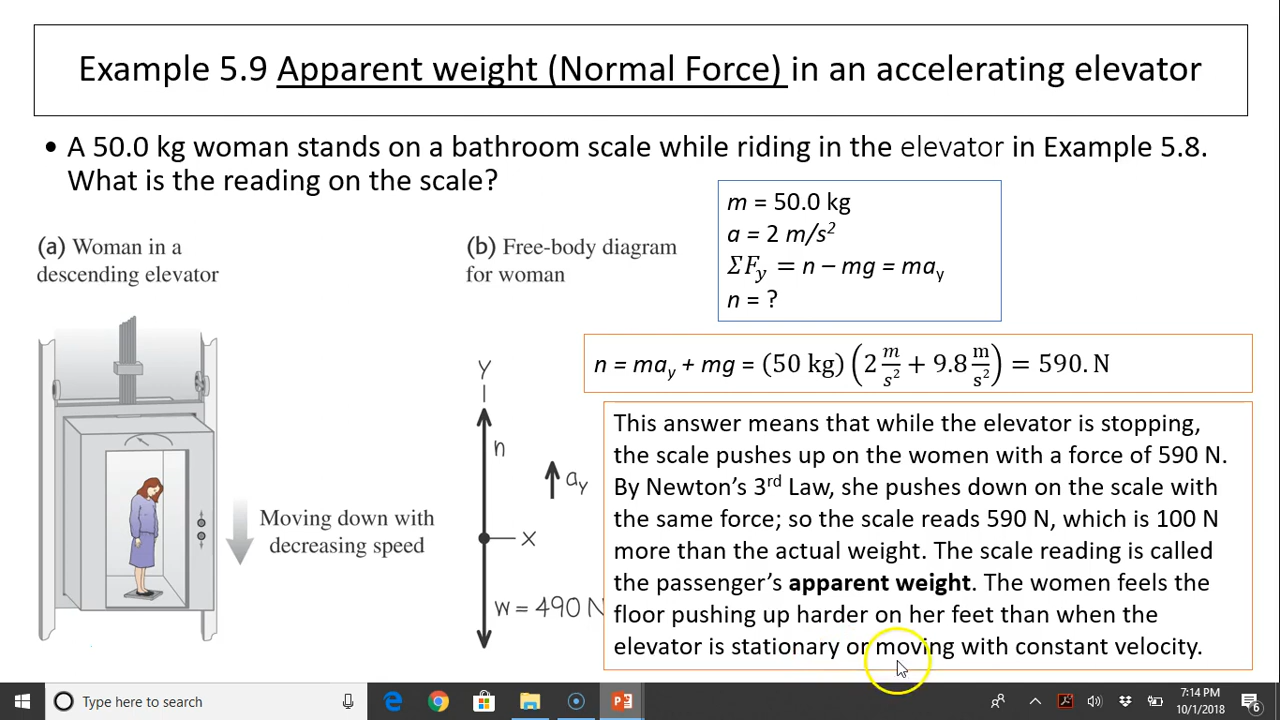 Example 5.9 Apparent weight (Normal Force) in an accelerating elevator
• A 50.0 kg woman stands on a bathroom scale while riding in the elevator in Example 5.8.
What is the reading on the scale?
m = 50.0 kg
a = 2 m/s²
ΣF_y = n – mg = ma_y
n = ?
(a) Woman in a
descending elevator
(b) Free-body diagram
for woman
n = ma_y + mg = (50 kg) (2 m/s² + 9.8 m/s²) = 590. N
Moving down with
decreasing speed
Y
n
a_y
x
w = 490 N
This answer means that while the elevator is stopping,
the scale pushes up on the women with a force of 590 N.
By Newton's 3rd Law, she pushes down on the scale with
the same force; so the scale reads 590 N, which is 100 N
more than the actual weight. The scale reading is called
the passenger's apparent weight. The women feels the
floor pushing up harder on her feet than when the
elevator is stationary or moving with constant velocity.
Type here to search
7:14 PM
10/1/2018
6